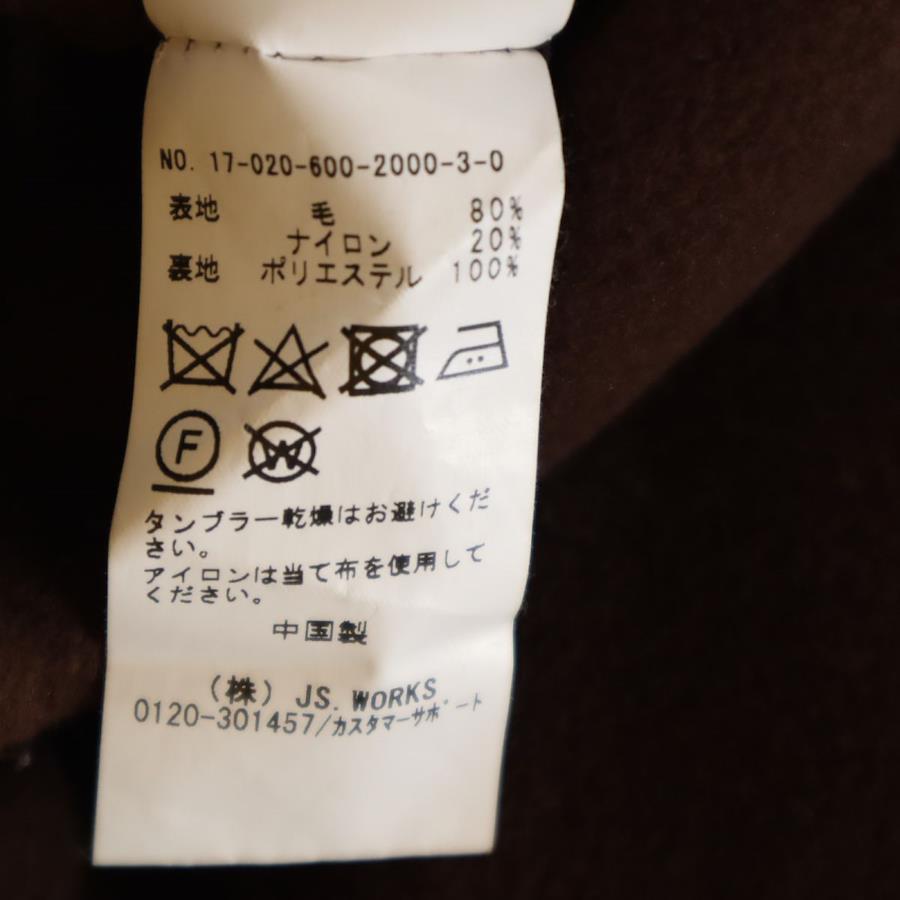 NO. 17-020-600-2000-3-0
表地 毛 80%
ナイロン 20%
裏地 ポリエステル 100%
F W
タンブラー乾燥はお避けくだ
さい。
アイロンは当て布を使用して
ください。
中国製
(株) JS. WORKS
0120-301457/カスタマーサポート